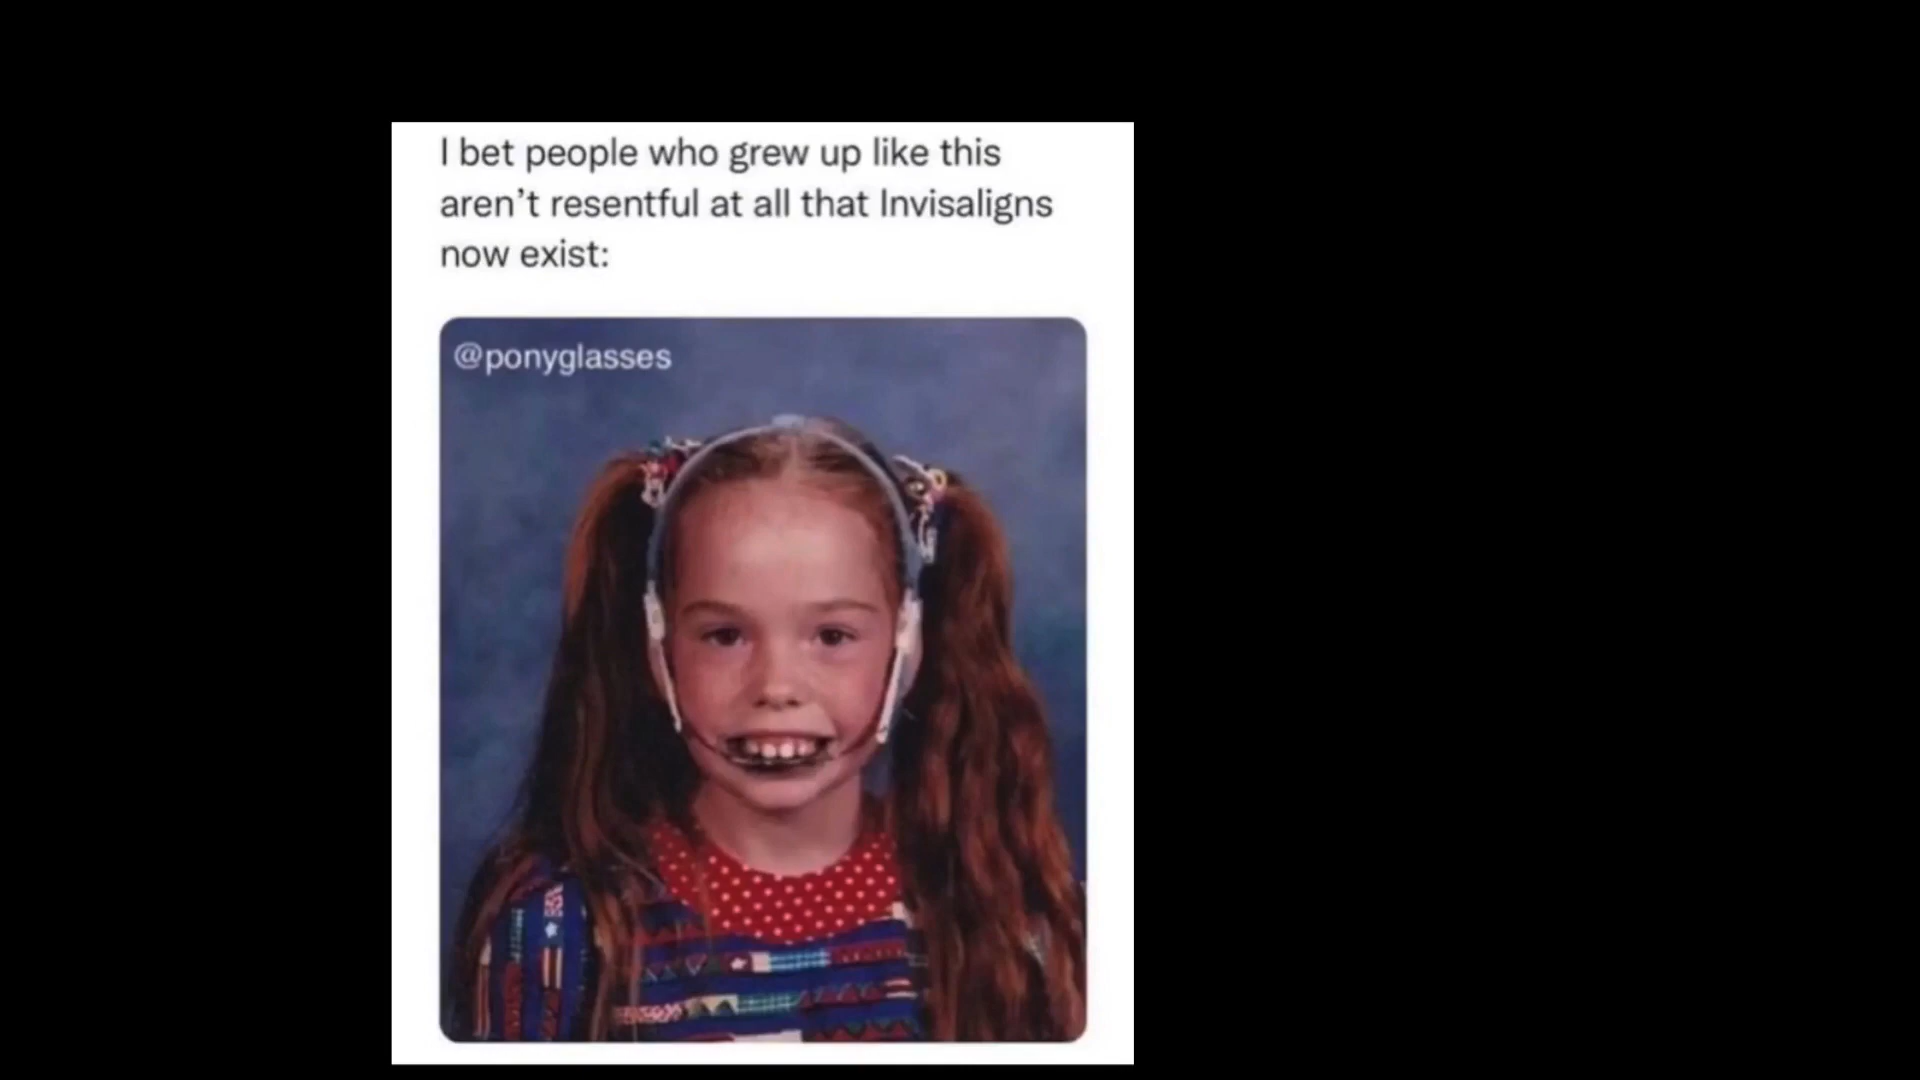 I bet people who grew up like this
aren’t resentful at all that Invisaligns
now exist:
@ponyglasses